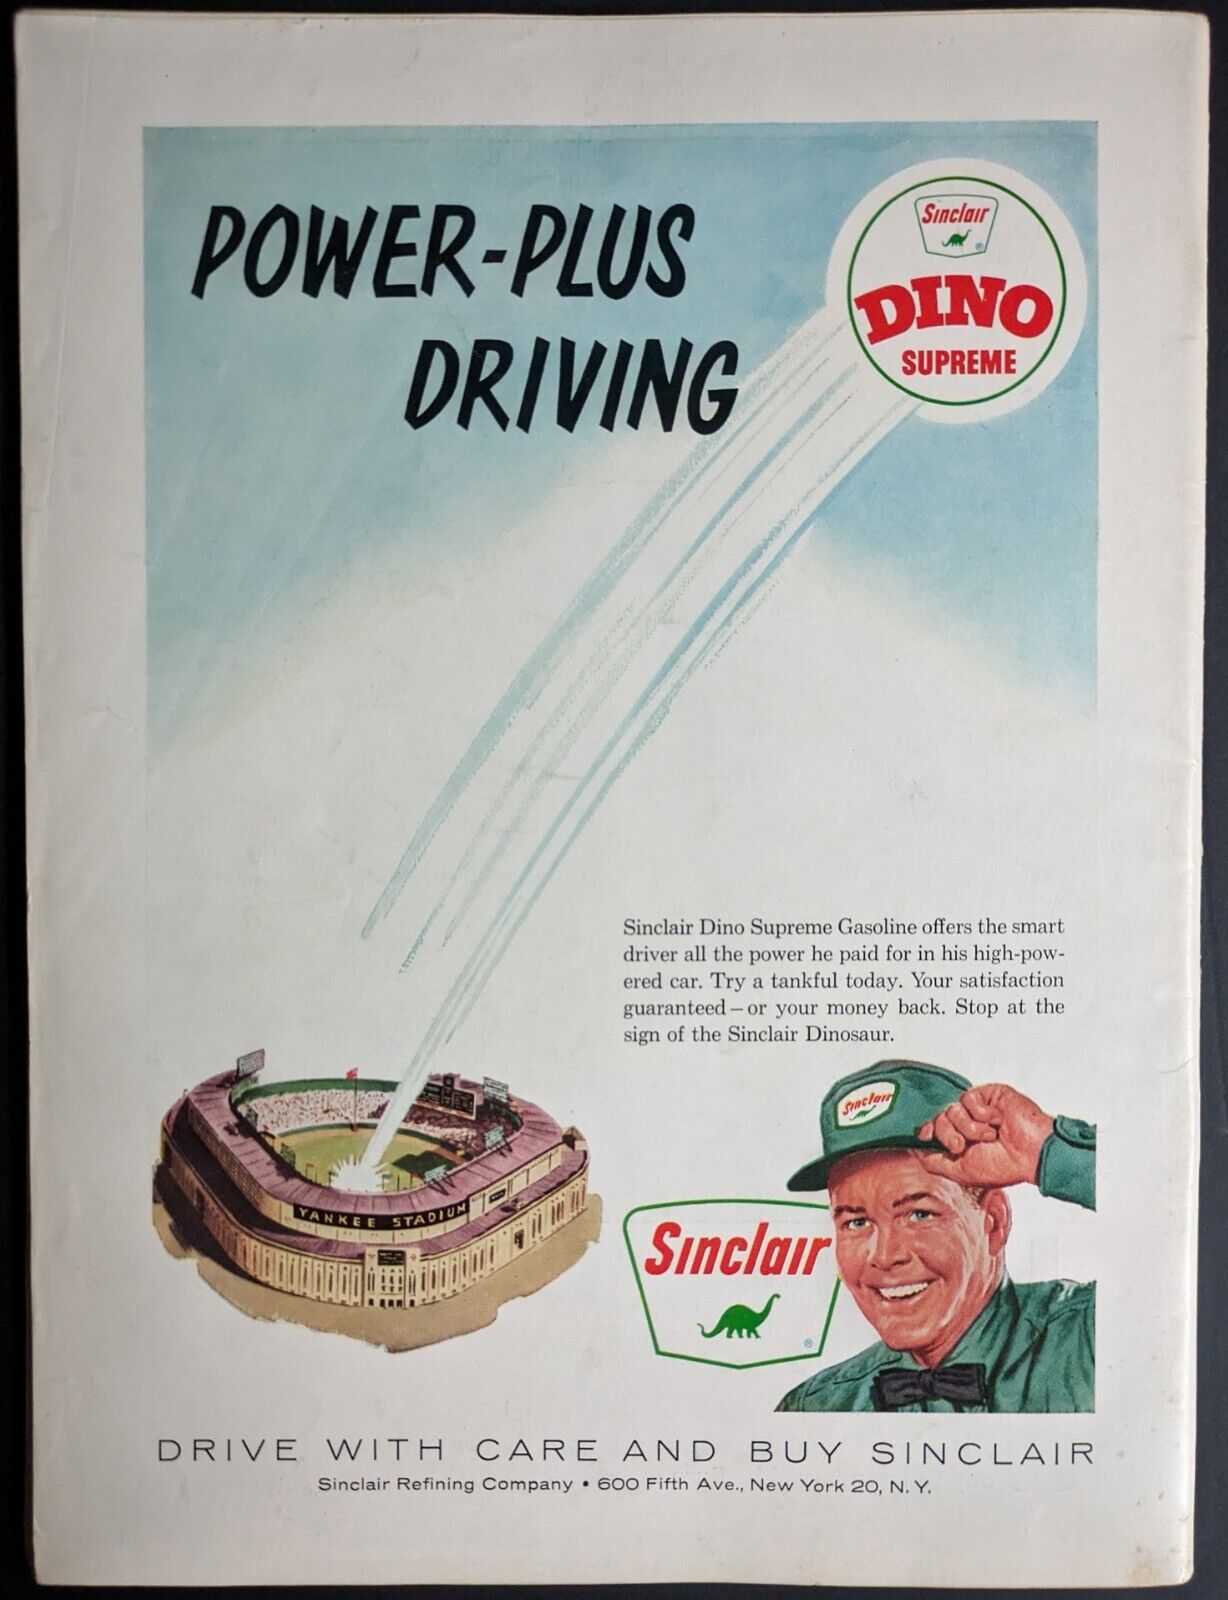 POWER-PLUS
DRIVING
Sinclair
®
DINO
SUPREME
Sinclair Dino Supreme Gasoline offers the smart
driver all the power he paid for in his high-pow-
ered car. Try a tankful today. Your satisfaction
guaranteed — or your money back. Stop at the
sign of the Sinclair Dinosaur.
YANKEE STADIUM
Sinclair
Sinclair
®
DRIVE WITH CARE AND BUY SINCLAIR
Sinclair Refining Company • 600 Fifth Ave., New York 20, N. Y.